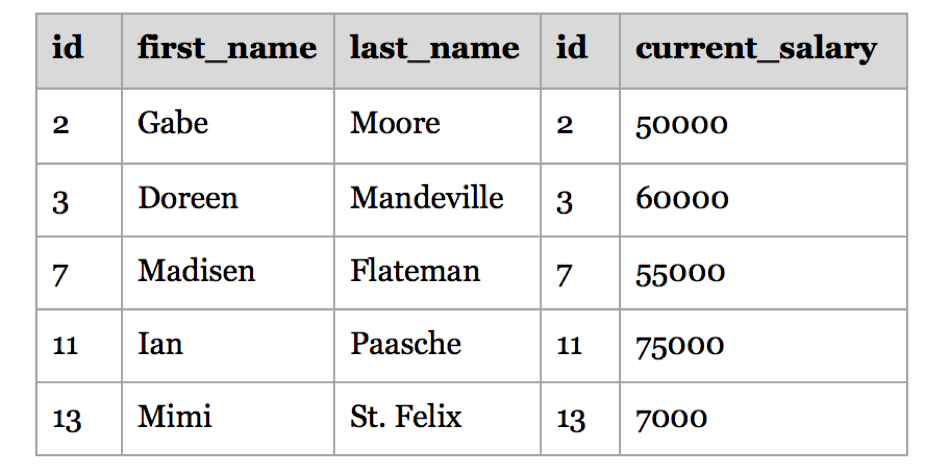 id first_name last_name id current_salary
2 Gabe Moore 2 50000
3 Doreen Mandeville 3 60000
7 Madisen Flateman 7 55000
11 Ian Paasche 11 75000
13 Mimi St. Felix 13 7000